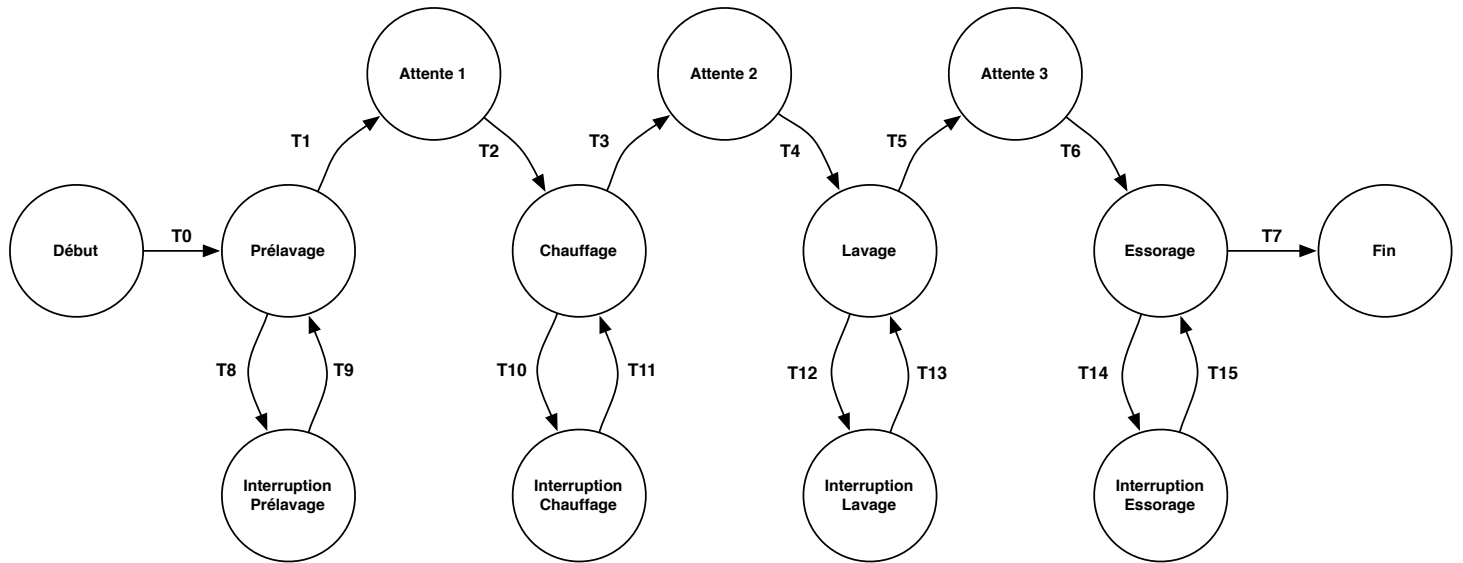 Attente 1
Attente 2
Attente 3
T1
T2
T3
T4
T5
T6
Début
T0
Prélavage
Chauffage
Lavage
Essorage
T7
Fin
T8
T9
T10
T11
T12
T13
T14
T15
Interruption
Prélavage
Interruption
Chauffage
Interruption
Lavage
Interruption
Essorage